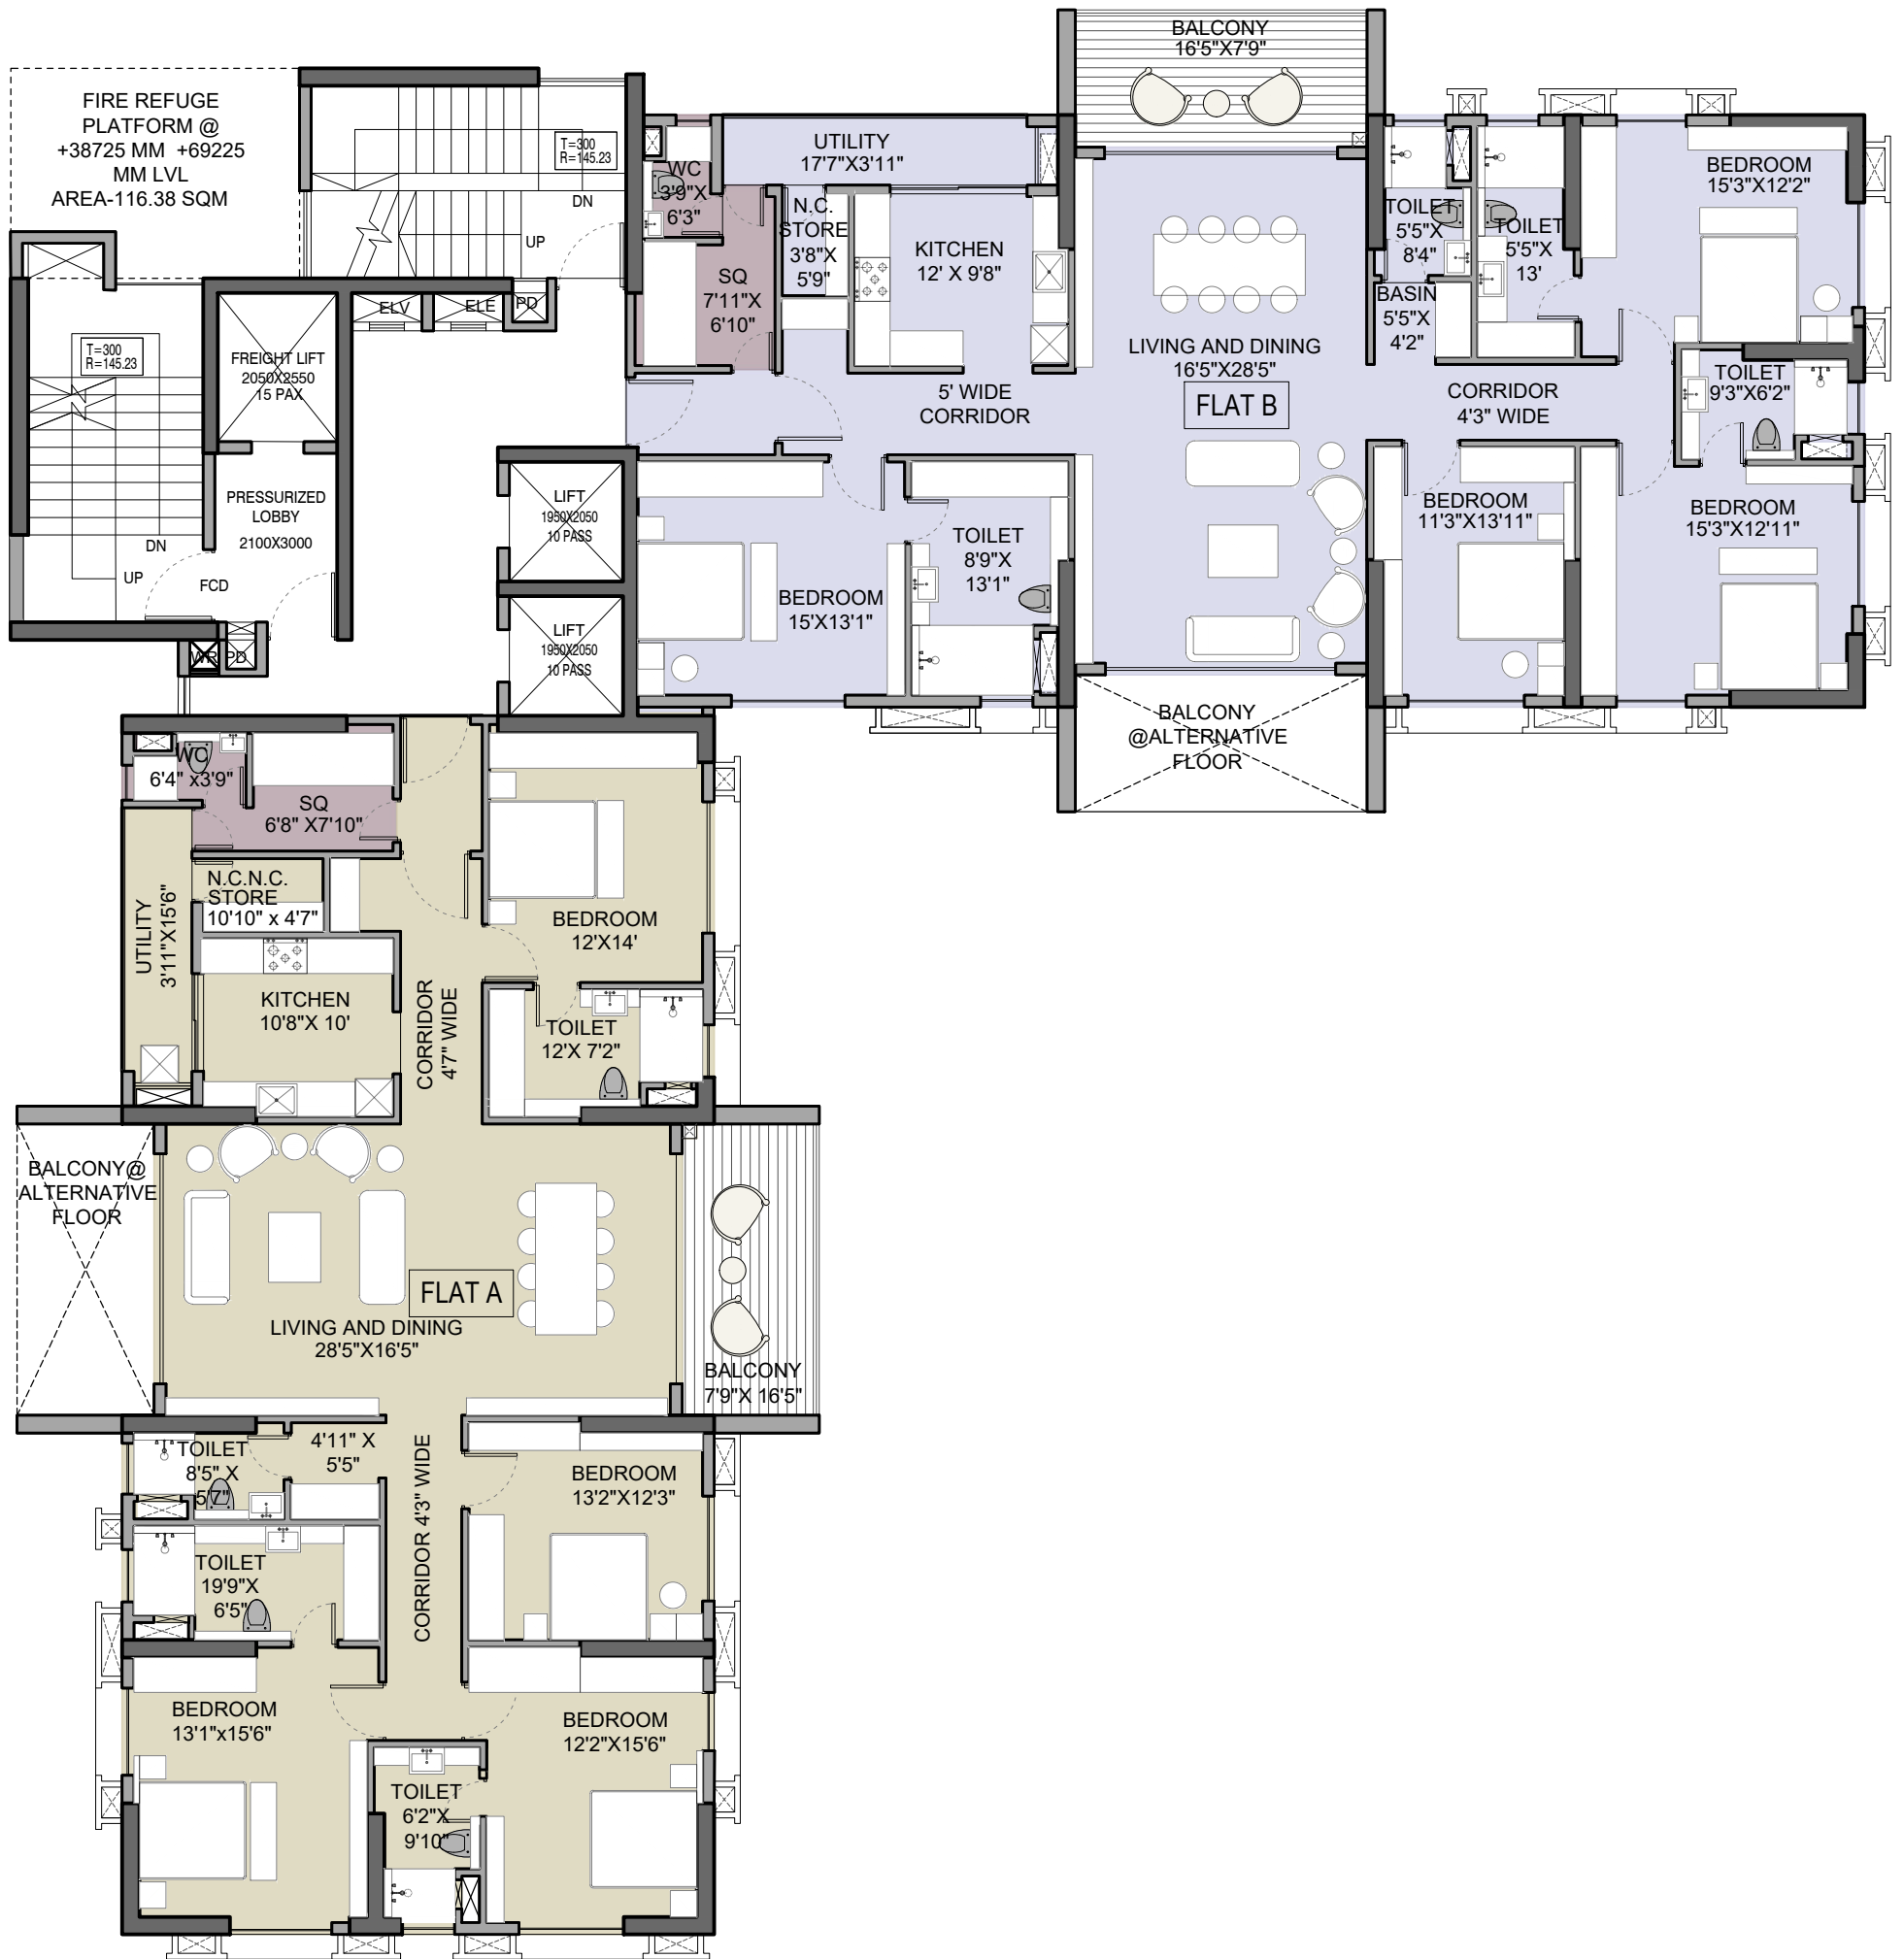 BALCONY
16'5"X7'9"
FIRE REFUGE
PLATFORM @
+38725 MM +69225
MM LVL
AREA-116.38 SQM
T=300
R=145.23
DN
UP
WC
3'9"X
6'3"
UTILITY
17'7"X3'11"
N.C.
STORE
3'8"X
5'9"
KITCHEN
12' X 9'8"
SQ
7'11"X
6'10"
TOILET
5'5"X
8'4"
TOILET
5'5"X
13'
BEDROOM
15'3"X12'2"
BASIN
5'5"X
4'2"
LIVING AND DINING
16'5"X28'5"
FLAT B
5' WIDE
CORRIDOR
CORRIDOR
4'3" WIDE
TOILET
9'3"X6'2"
ELV
ELE
PD
T=300
R=145.23
FREIGHT LIFT
2050X2550
15 PAX
PRESSURIZED
LOBBY
2100X3000
DN
UP
FCD
WR
PD
LIFT
1950X2050
10 PASS
LIFT
1950X2050
10 PASS
BEDROOM
15'X13'1"
TOILET
8'9"X
13'1"
BEDROOM
11'3"X13'11"
BEDROOM
15'3"X12'11"
BALCONY
@ALTERNATIVE
FLOOR
WC
6'4" x3'9"
SQ
6'8" X7'10"
N.C.N.C.
STORE
10'10" x 4'7"
UTILITY
3'11"X15'6"
KITCHEN
10'8"X 10'
CORRIDOR
4'7" WIDE
BEDROOM
12'X14'
TOILET
12'X 7'2"
BALCONY@
ALTERNATIVE
FLOOR
FLAT A
LIVING AND DINING
28'5"X16'5"
BALCONY
7'9"X 16'5"
TOILET
8'5" X
5'7"
4'11" X
5'5"
CORRIDOR 4'3" WIDE
BEDROOM
13'2"X12'3"
TOILET
19'9"X
6'5"
BEDROOM
13'1"x15'6"
BEDROOM
12'2"X15'6"
TOILET
6'2"X
9'10"